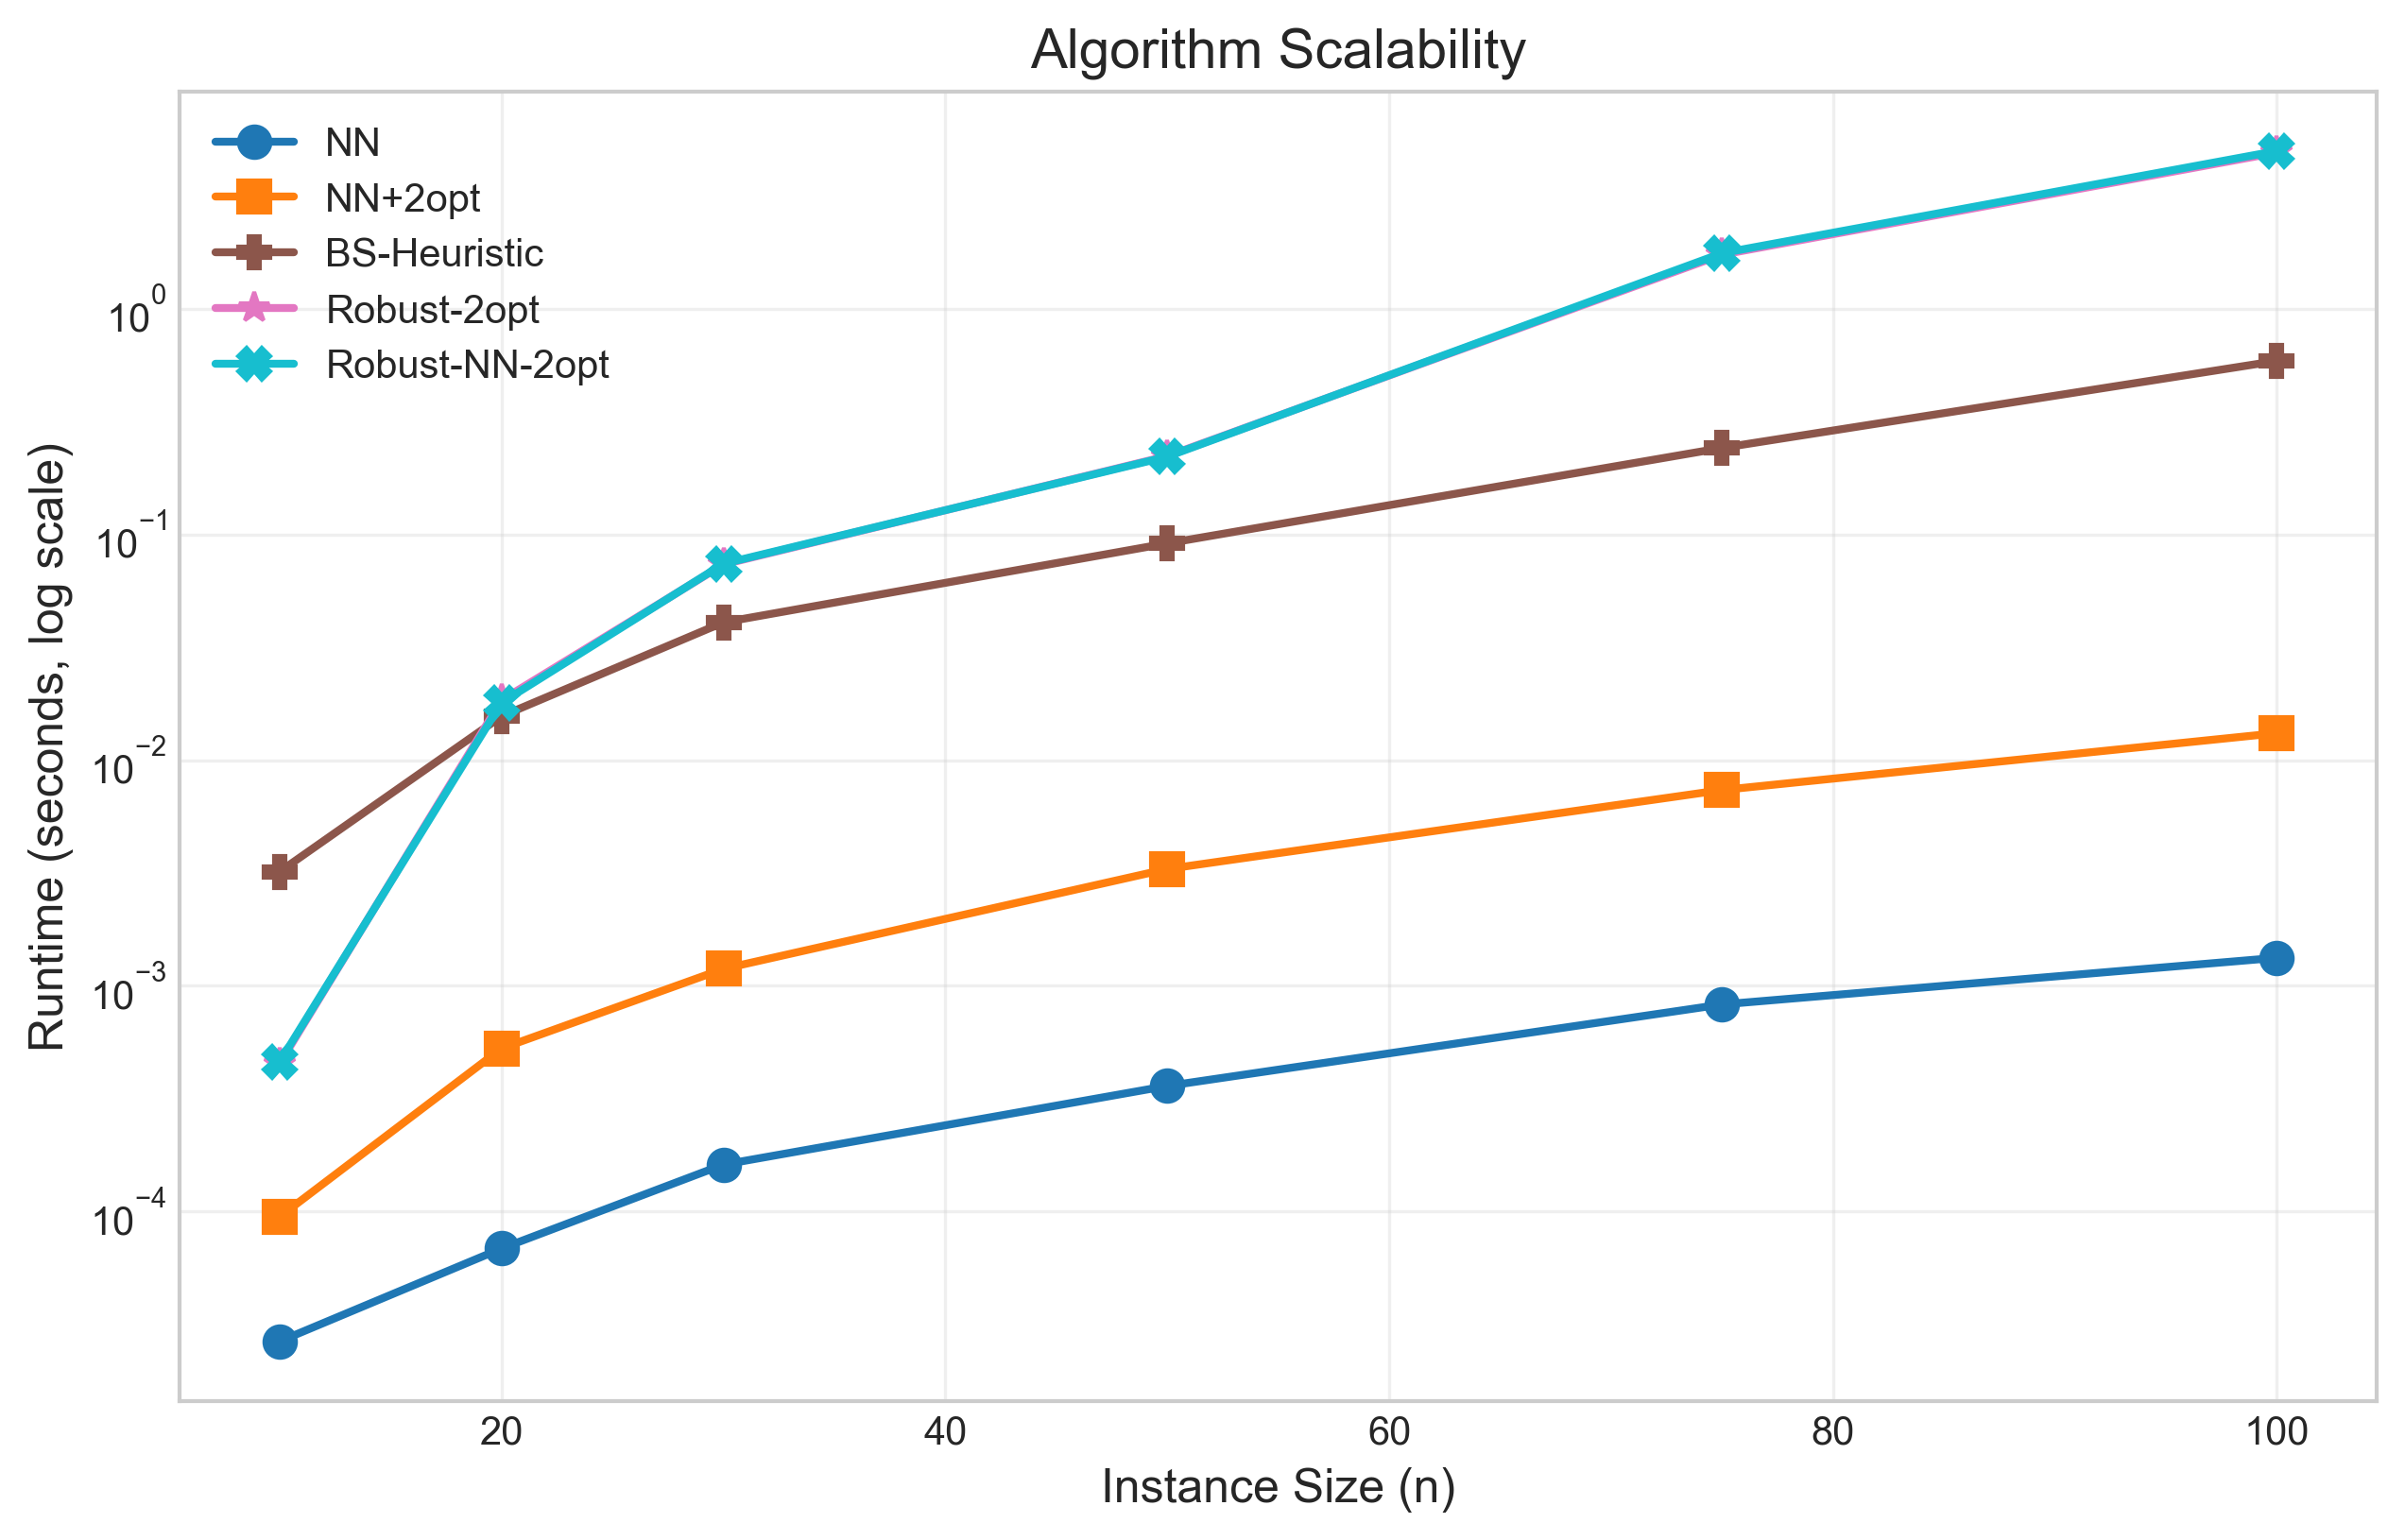 Algorithm Scalability
NN
NN+2opt
BS-Heuristic
Robust-2opt
Robust-NN-2opt
Runtime (seconds, log scale)
10^0
10^−1
10^−2
10^−3
10^−4
20 40 60 80 100
Instance Size (n)